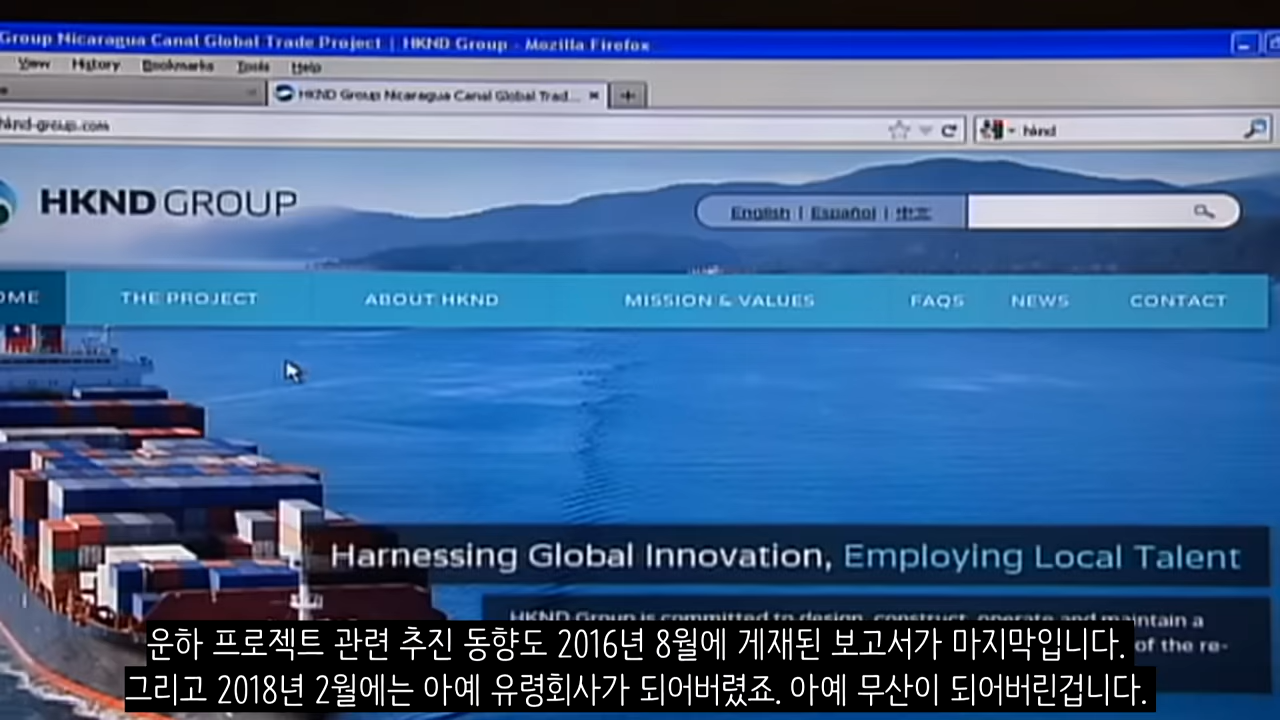 Group Nicaragua Canal Global Trade Project | HKND Group - Mozilla Firefox
View History Bookmarks Tools Help
HKND Group Nicaragua Canal Global Trad...
hknd-group.com
hknd
HKND GROUP
English | Español | 中文
OME THE PROJECT ABOUT HKND MISSION & VALUES FAQS NEWS CONTACT
Harnessing Global Innovation, Employing Local Talent
HKND Group is committed to design, construct, operate and maintain a
of the re-
운하 프로젝트 관련 추진 동향도 2016년 8월에 게재된 보고서가 마지막입니다.
그리고 2018년 2월에는 아예 유령회사가 되어버렸죠. 아예 무산이 되어버린겁니다.